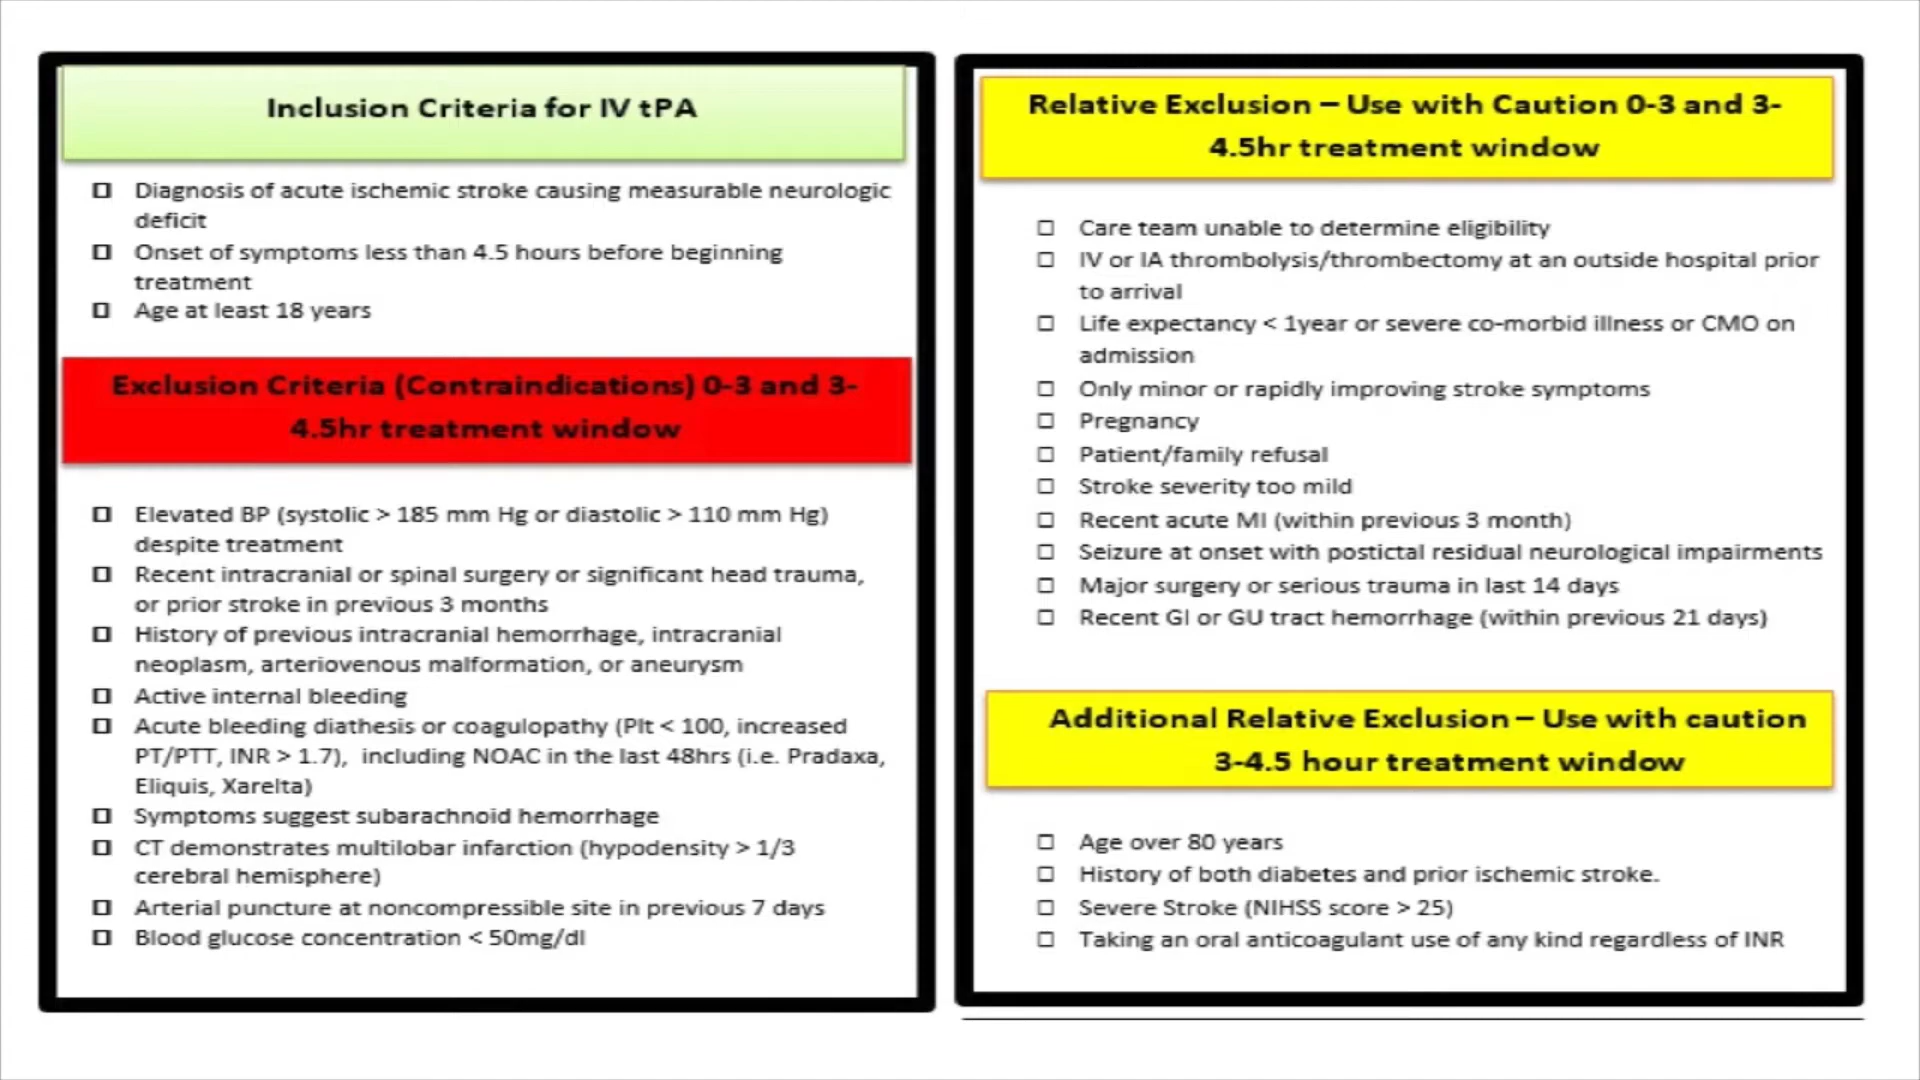 Inclusion Criteria for IV tPA
Diagnosis of acute ischemic stroke causing measurable neurologic
deficit
Onset of symptoms less than 4.5 hours before beginning
treatment
Age at least 18 years
Exclusion Criteria (Contraindications) 0-3 and 3-
4.5hr treatment window
Elevated BP (systolic > 185 mm Hg or diastolic > 110 mm Hg)
despite treatment
Recent intracranial or spinal surgery or significant head trauma,
or prior stroke in previous 3 months
History of previous intracranial hemorrhage, intracranial
neoplasm, arteriovenous malformation, or aneurysm
Active internal bleeding
Acute bleeding diathesis or coagulopathy (Plt < 100, increased
PT/PTT, INR > 1.7), including NOAC in the last 48hrs (i.e. Pradaxa,
Eliquis, Xarelta)
Symptoms suggest subarachnoid hemorrhage
CT demonstrates multilobar infarction (hypodensity > 1/3
cerebral hemisphere)
Arterial puncture at noncompressible site in previous 7 days
Blood glucose concentration < 50mg/dl
Relative Exclusion – Use with Caution 0-3 and 3-
4.5hr treatment window
Care team unable to determine eligibility
IV or IA thrombolysis/thrombectomy at an outside hospital prior
to arrival
Life expectancy < 1year or severe co-morbid illness or CMO on
admission
Only minor or rapidly improving stroke symptoms
Pregnancy
Patient/family refusal
Stroke severity too mild
Recent acute MI (within previous 3 month)
Seizure at onset with postictal residual neurological impairments
Major surgery or serious trauma in last 14 days
Recent GI or GU tract hemorrhage (within previous 21 days)
Additional Relative Exclusion – Use with caution
3-4.5 hour treatment window
Age over 80 years
History of both diabetes and prior ischemic stroke.
Severe Stroke (NIHSS score > 25)
Taking an oral anticoagulant use of any kind regardless of INR